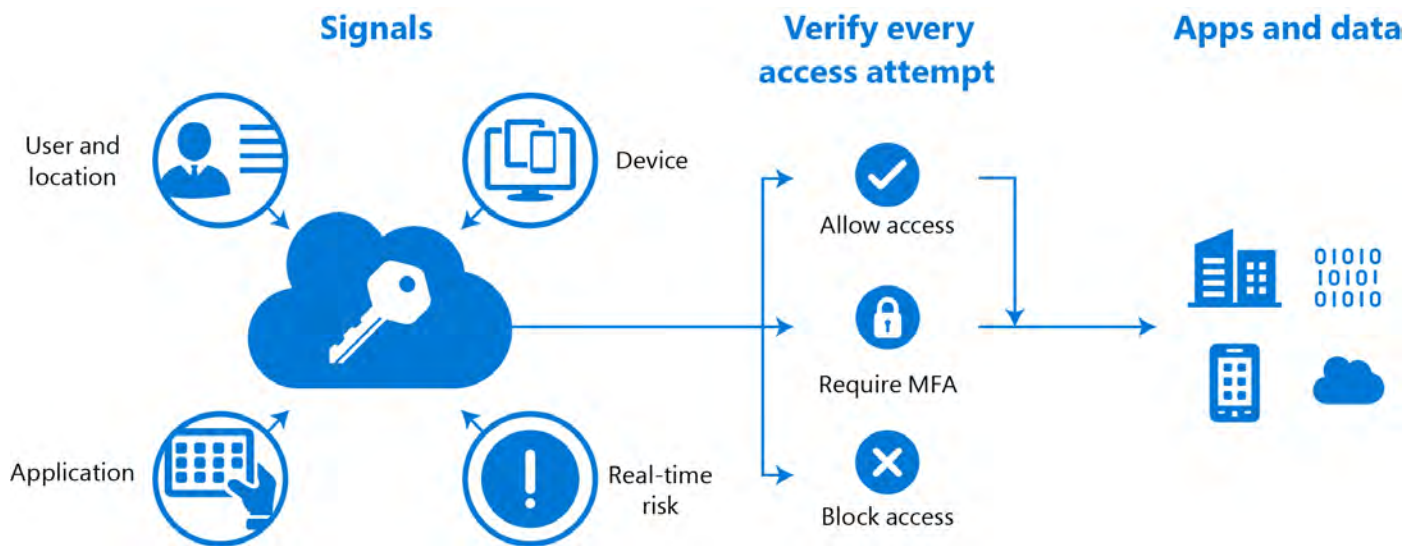 Signals
Verify every
access attempt
Apps and data
User and
location
Device
Allow access
01010
10101
01010
Require MFA
Application
Real-time
risk
Block access